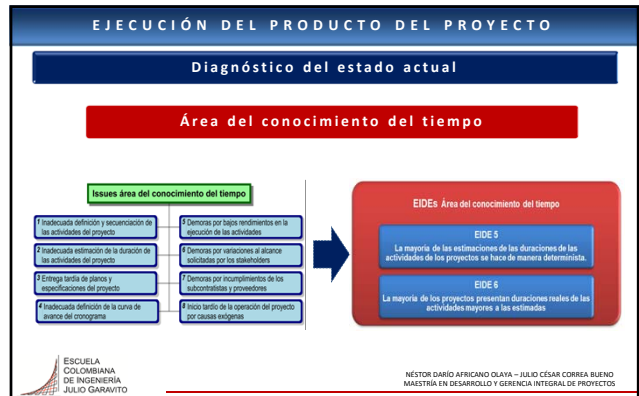 EJECUCIÓN DEL PRODUCTO DEL PROYECTO
Diagnóstico del estado actual
Área del conocimiento del tiempo
Issues área del conocimiento del tiempo
1 Inadecuada definición y secuenciación de
las actividades del proyecto
2 Inadecuada estimación de la duración de
las actividades del proyecto
3 Entrega tardía de planos y
especificaciones del proyecto
4 Inadecuada definición de la curva de
avance del cronograma
5 Demoras por bajos rendimientos en la
ejecución de las actividades
6 Demoras por variaciones al alcance
solicitadas por los stakeholders
7 Demoras por incumplimientos de los
subcontratistas y proveedores
8 Inicio tardío de la operación del proyecto
por causas exógenas
EIDEs Área del conocimiento del tiempo
EIDE 5
La mayoría de las estimaciones de las duraciones de las
actividades de los proyectos se hace de manera determinista.
EIDE 6
La mayoría de los proyectos presentan duraciones reales de las
actividades mayores a las estimadas
ESCUELA
COLOMBIANA
DE INGENIERÍA
JULIO GARAVITO
NÉSTOR DARÍO AFRICANO OLAYA – JULIO CÉSAR CORREA BUENO
MAESTRÍA EN DESARROLLO Y GERENCIA INTEGRAL DE PROYECTOS